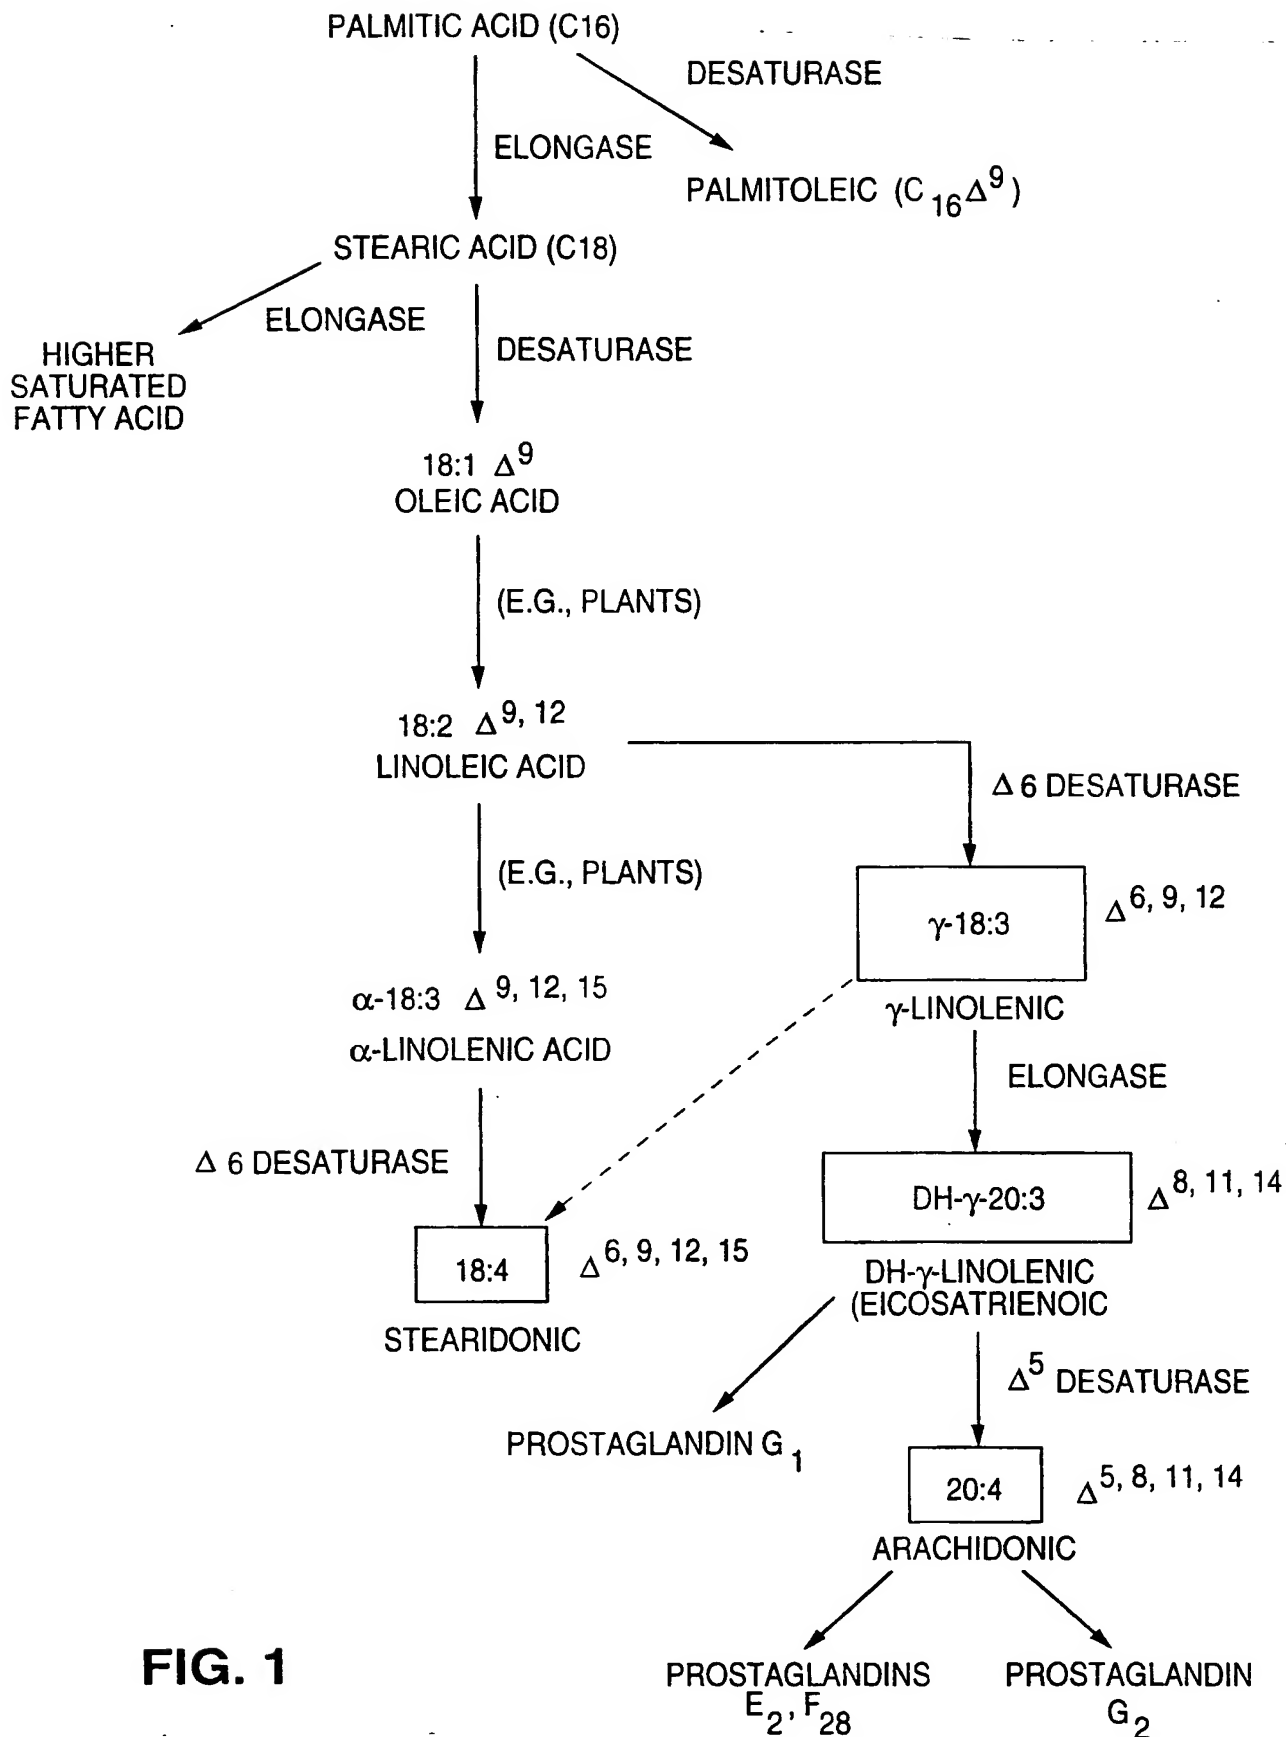 PALMITIC ACID (C16)
DESATURASE
ELONGASE
PALMITOLEIC (C16Δ9)
STEARIC ACID (C18)
ELONGASE
DESATURASE
HIGHER
SATURATED
FATTY ACID
18:1 Δ9
OLEIC ACID
(E.G., PLANTS)
18:2 Δ9, 12
LINOLEIC ACID
Δ6 DESATURASE
(E.G., PLANTS)
γ-18:3 Δ6, 9, 12
γ-LINOLENIC
α-18:3 Δ9, 12, 15
α-LINOLENIC ACID
ELONGASE
Δ6 DESATURASE
DH-γ-20:3 Δ8, 11, 14
DH-γ-LINOLENIC
(EICOSATRIENOIC
18:4 Δ6, 9, 12, 15
STEARIDONIC
Δ5 DESATURASE
PROSTAGLANDIN G1
20:4 Δ5, 8, 11, 14
ARACHIDONIC
FIG. 1
PROSTAGLANDINS
E2, F28
PROSTAGLANDIN
G2